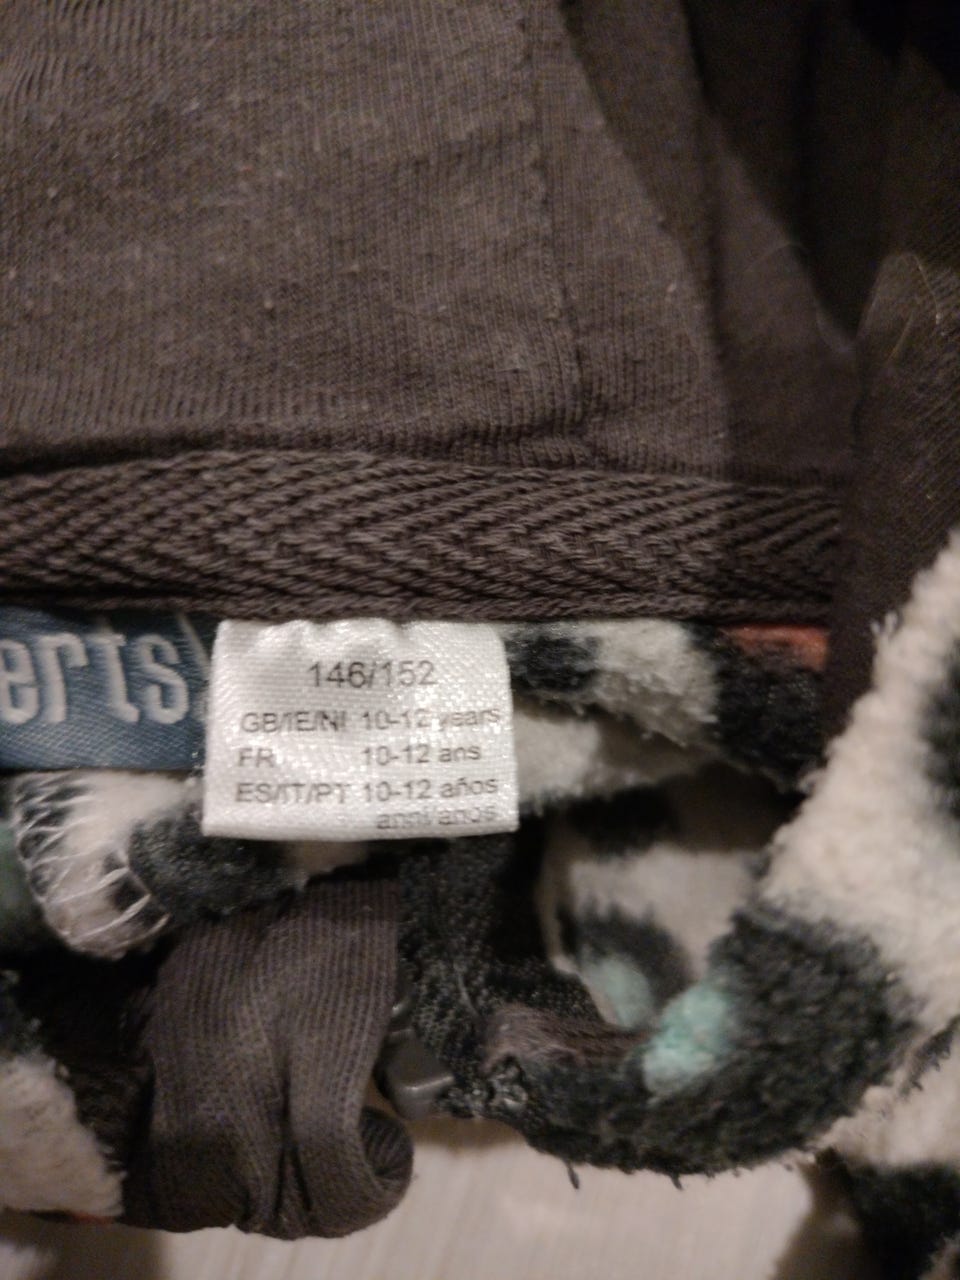 erts
146/152
GB/IE/NI 10-12 years
FR 10-12 ans
ES/IT/PT 10-12 años
anni/anos